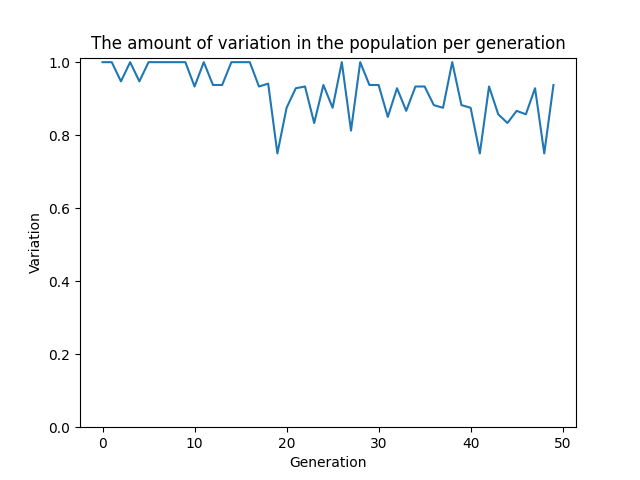 The amount of variation in the population per generation
1.0
0.8
0.6
0.4
0.2
0.0
Variation
0 10 20 30 40 50
Generation